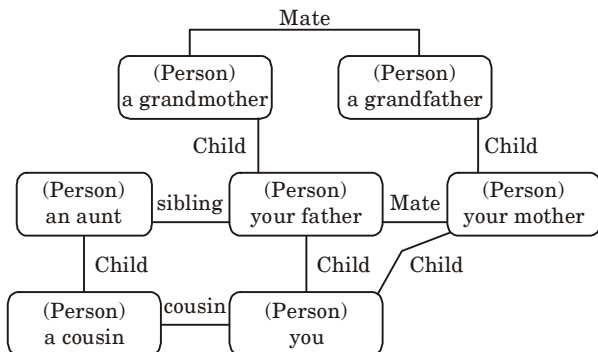 Mate
(Person)
a grandmother
(Person)
a grandfather
Child
Child
(Person)
an aunt
sibling
(Person)
your father
Mate
(Person)
your mother
Child
Child
Child
(Person)
a cousin
cousin
(Person)
you